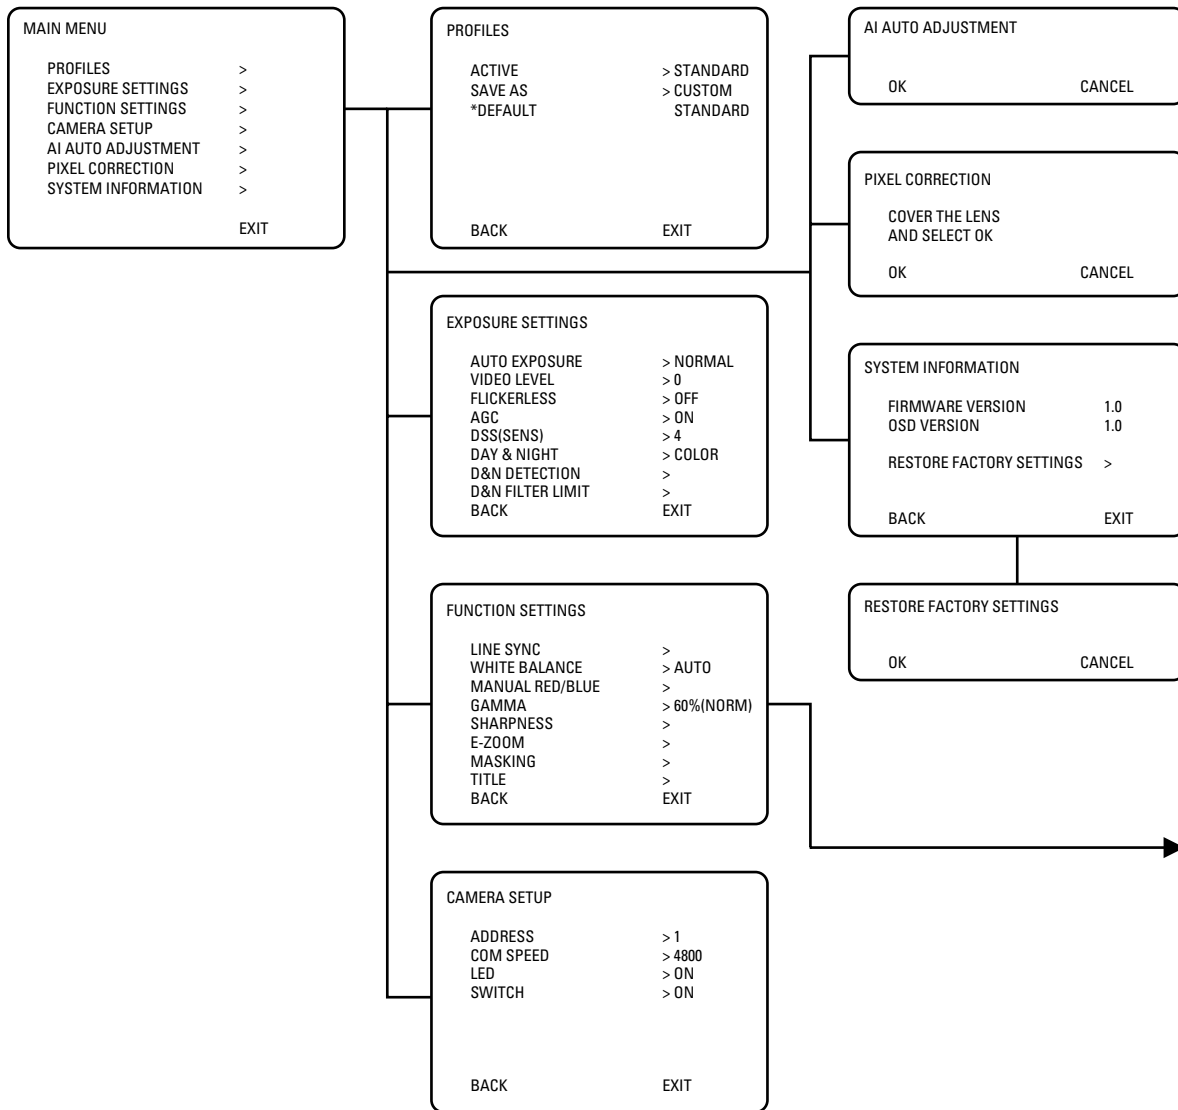 MAIN MENU
PROFILES >
EXPOSURE SETTINGS >
FUNCTION SETTINGS >
CAMERA SETUP >
AI AUTO ADJUSTMENT >
PIXEL CORRECTION >
SYSTEM INFORMATION >
EXIT
PROFILES
ACTIVE > STANDARD
SAVE AS > CUSTOM
*DEFAULT STANDARD
BACK EXIT
EXPOSURE SETTINGS
AUTO EXPOSURE > NORMAL
VIDEO LEVEL > 0
FLICKERLESS > OFF
AGC > ON
DSS(SENS) > 4
DAY & NIGHT > COLOR
D&N DETECTION >
D&N FILTER LIMIT >
BACK EXIT
FUNCTION SETTINGS
LINE SYNC >
WHITE BALANCE > AUTO
MANUAL RED/BLUE >
GAMMA > 60%(NORM)
SHARPNESS >
E-ZOOM >
MASKING >
TITLE >
BACK EXIT
CAMERA SETUP
ADDRESS > 1
COM SPEED > 4800
LED > ON
SWITCH > ON
BACK EXIT
AI AUTO ADJUSTMENT
OK CANCEL
PIXEL CORRECTION
COVER THE LENS
AND SELECT OK
OK CANCEL
SYSTEM INFORMATION
FIRMWARE VERSION 1.0
OSD VERSION 1.0
RESTORE FACTORY SETTINGS >
BACK EXIT
RESTORE FACTORY SETTINGS
OK CANCEL